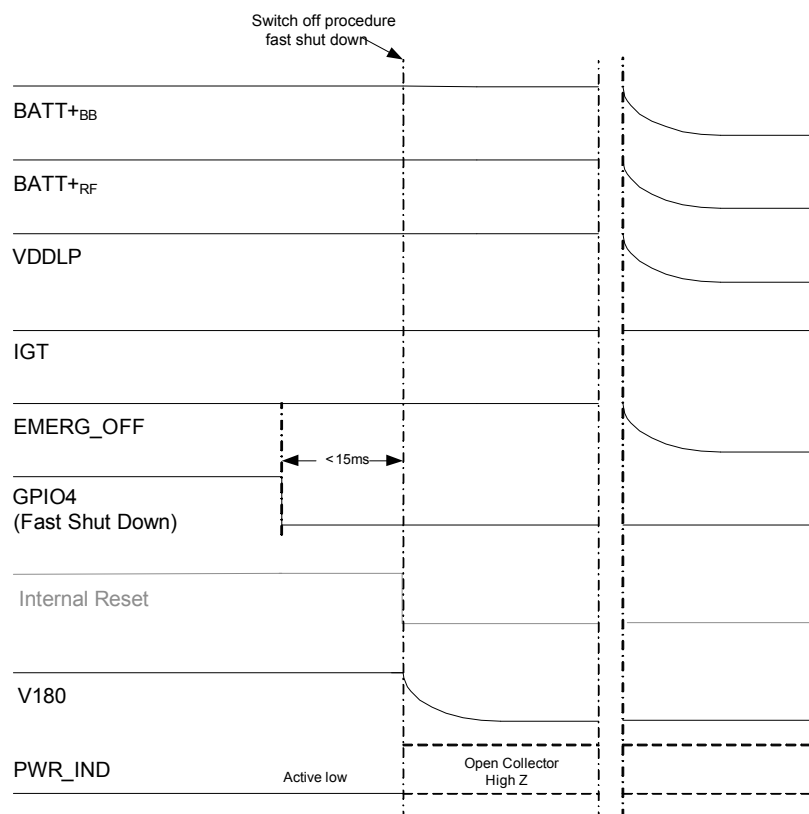 Switch off procedure
fast shut down
BATT+BB
BATT+RF
VDDLP
IGT
EMERG_OFF
<15ms
GPIO4
(Fast Shut Down)
Internal Reset
V180
PWR_IND
Active low
Open Collector
High Z